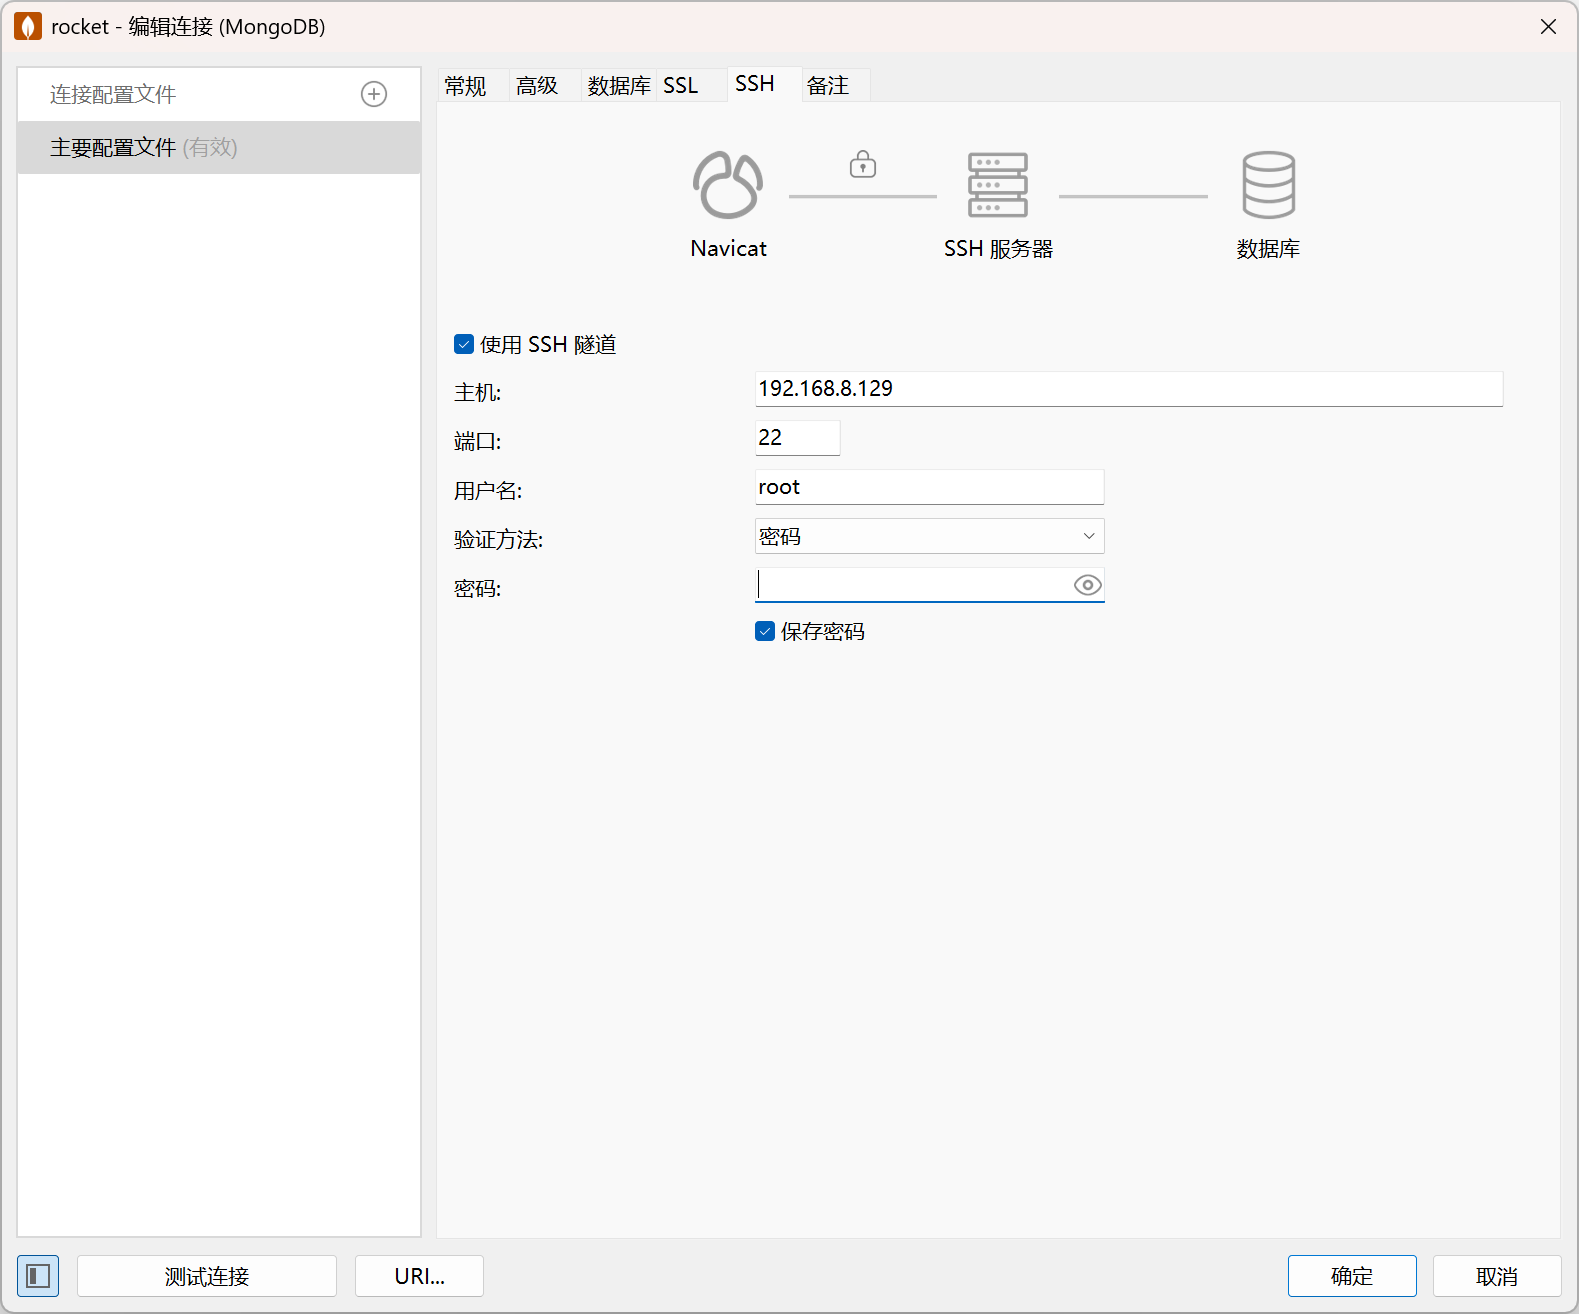 rocket - 编辑连接 (MongoDB)
连接配置文件
主要配置文件 (有效)
常规 高级 数据库 SSL SSH 备注
Navicat SSH 服务器 数据库
使用 SSH 隧道
主机: 192.168.8.129
端口: 22
用户名: root
验证方法: 密码
密码:
保存密码
测试连接 URI... 确定 取消